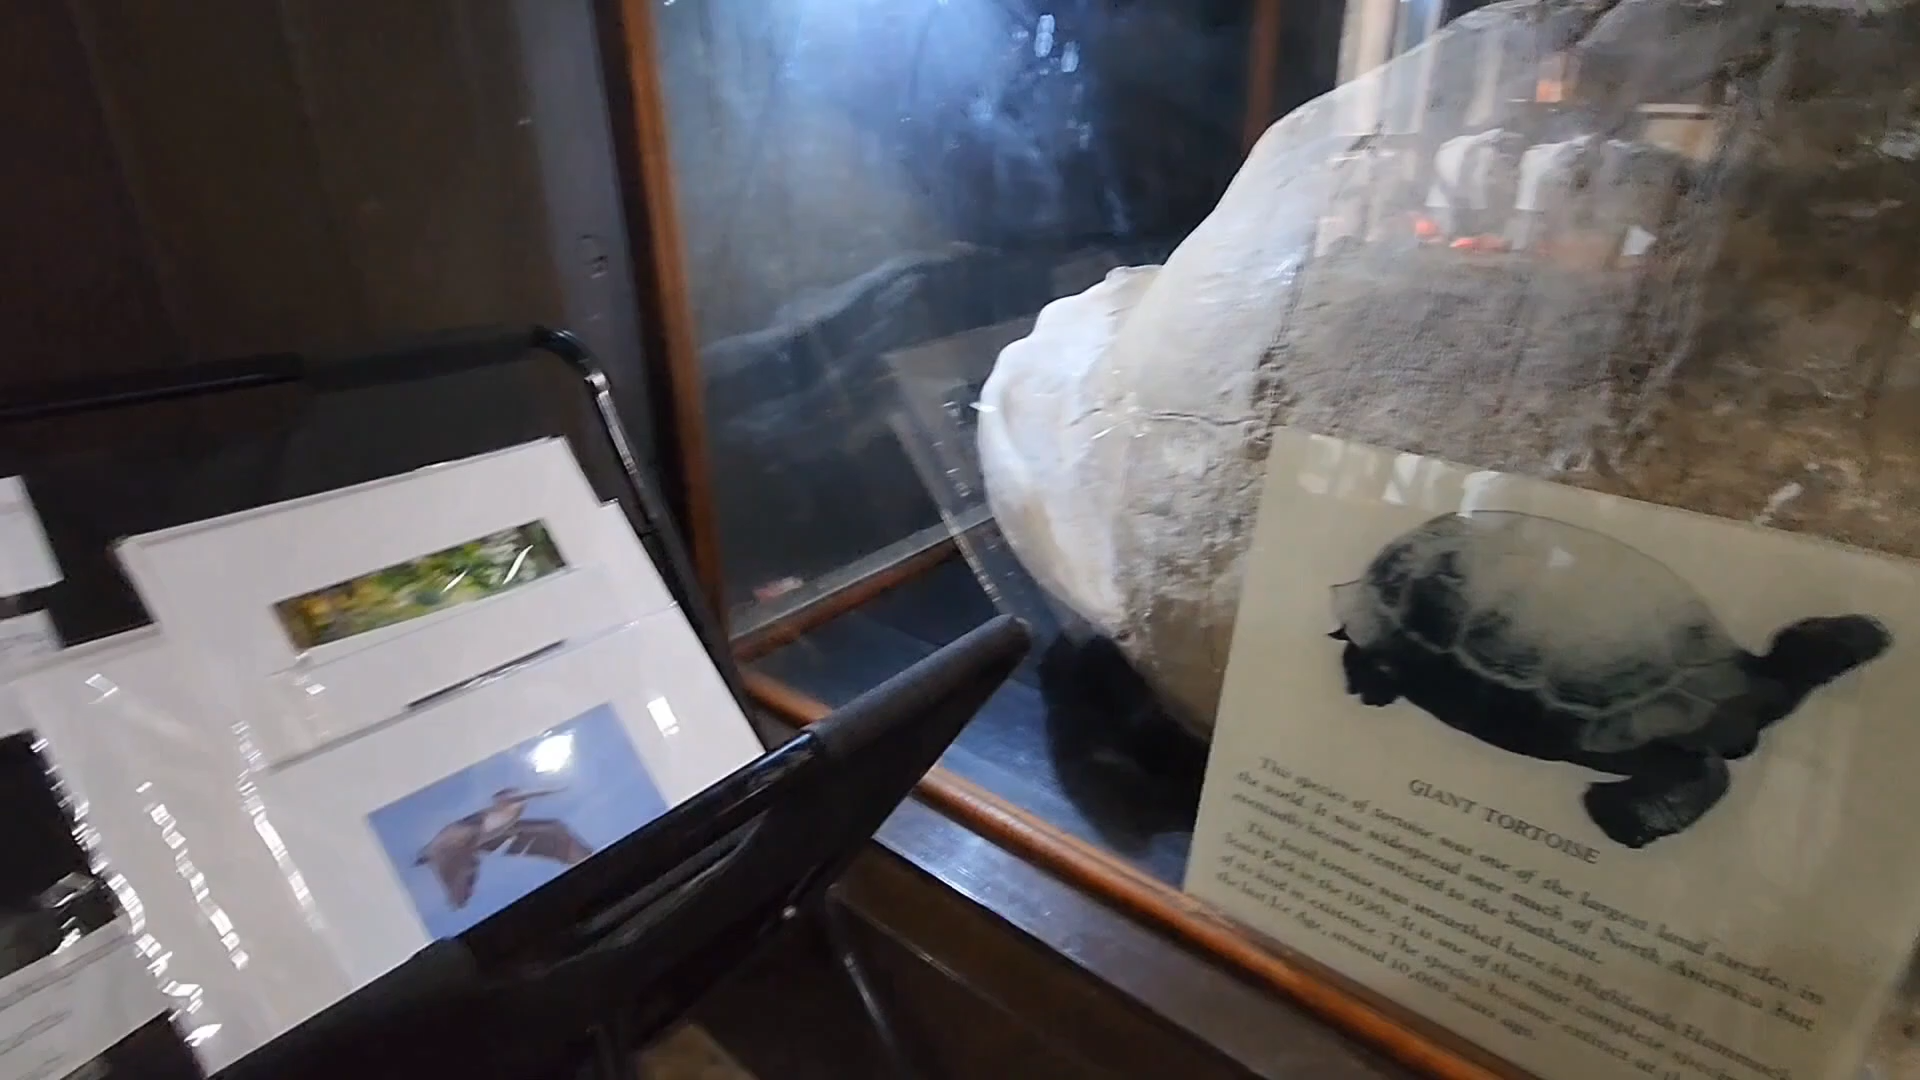 GIANT TORTOISE
This species of tortoise was one of the largest land turtles in
the world. It was widespread over much of North America but
eventually became restricted to the Southeast.
This fossil tortoise was unearthed here in Highlands Hammock
State Park in the 1930s. It is one of the most complete
of its kind in existence. The species became extinct at
the last Ice Age, around 10,000 years ago.